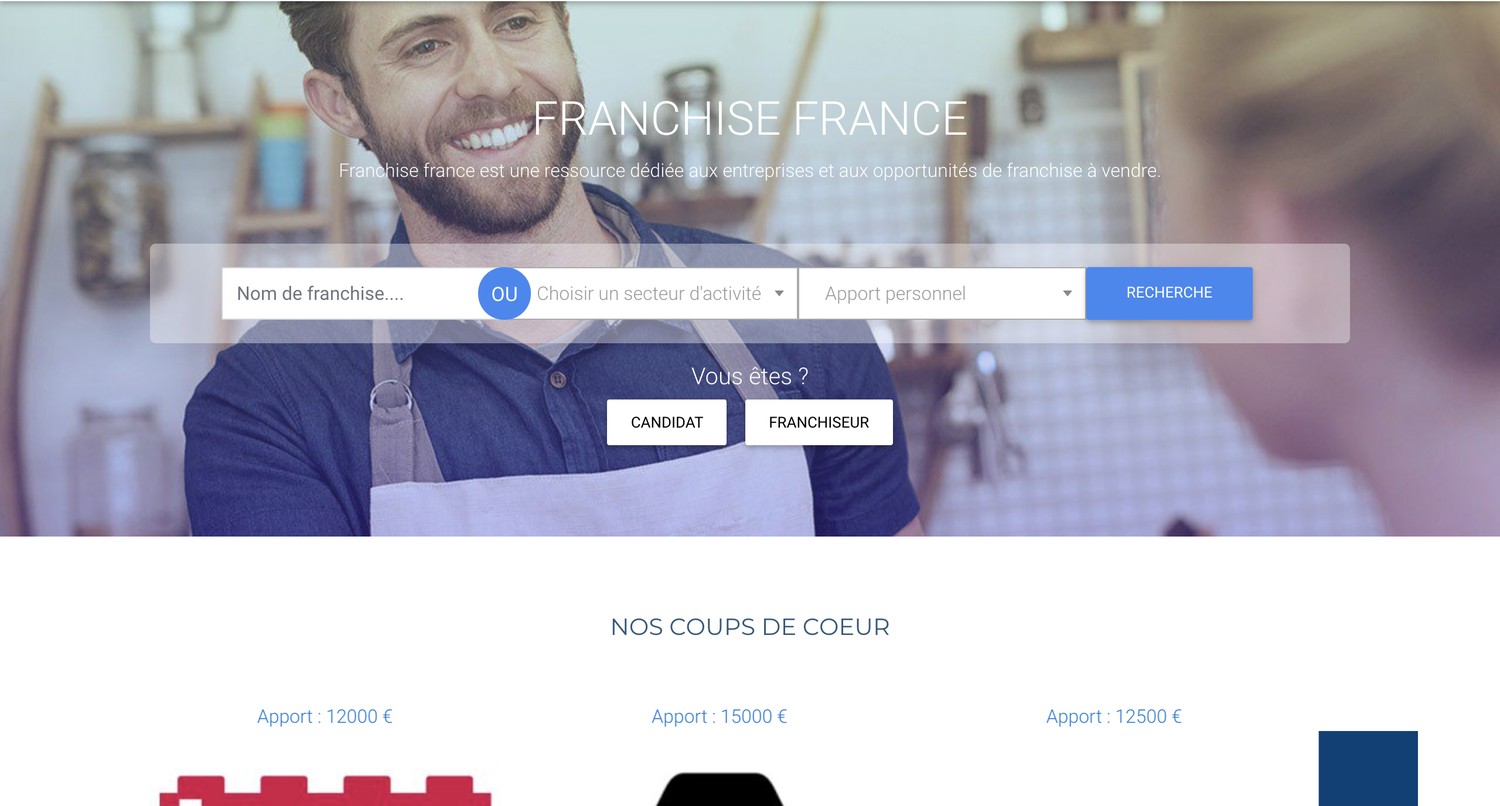 FRANCHISE FRANCE
Franchise france est une ressource dédiée aux entreprises et aux opportunités de franchise à vendre.
Nom de franchise.... OU Choisir un secteur d'activité Apport personnel RECHERCHE
Vous êtes ?
CANDIDAT FRANCHISEUR
NOS COUPS DE COEUR
Apport : 12000 € Apport : 15000 € Apport : 12500 €